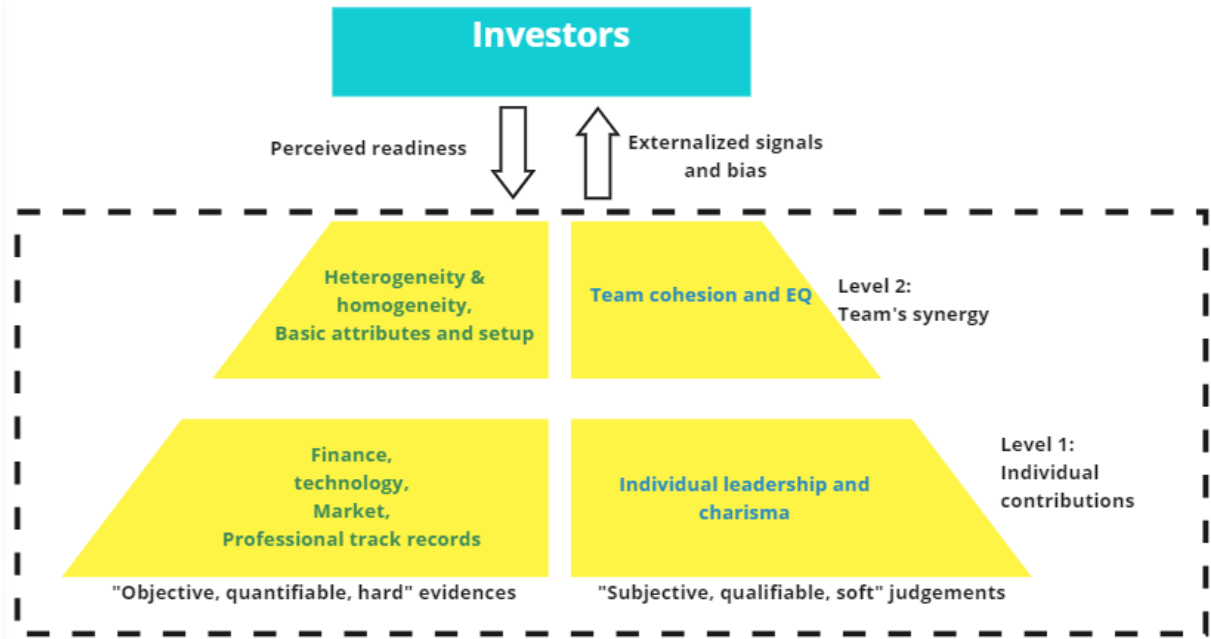 Investors
Perceived readiness
Externalized signals
and bias
Heterogeneity &
homogeneity,
Basic attributes and setup
Team cohesion and EQ
Level 2:
Team's synergy
Finance,
technology,
Market,
Professional track records
Individual leadership and
charisma
Level 1:
Individual
contributions
"Objective, quantifiable, hard" evidences
"Subjective, qualifiable, soft" judgements